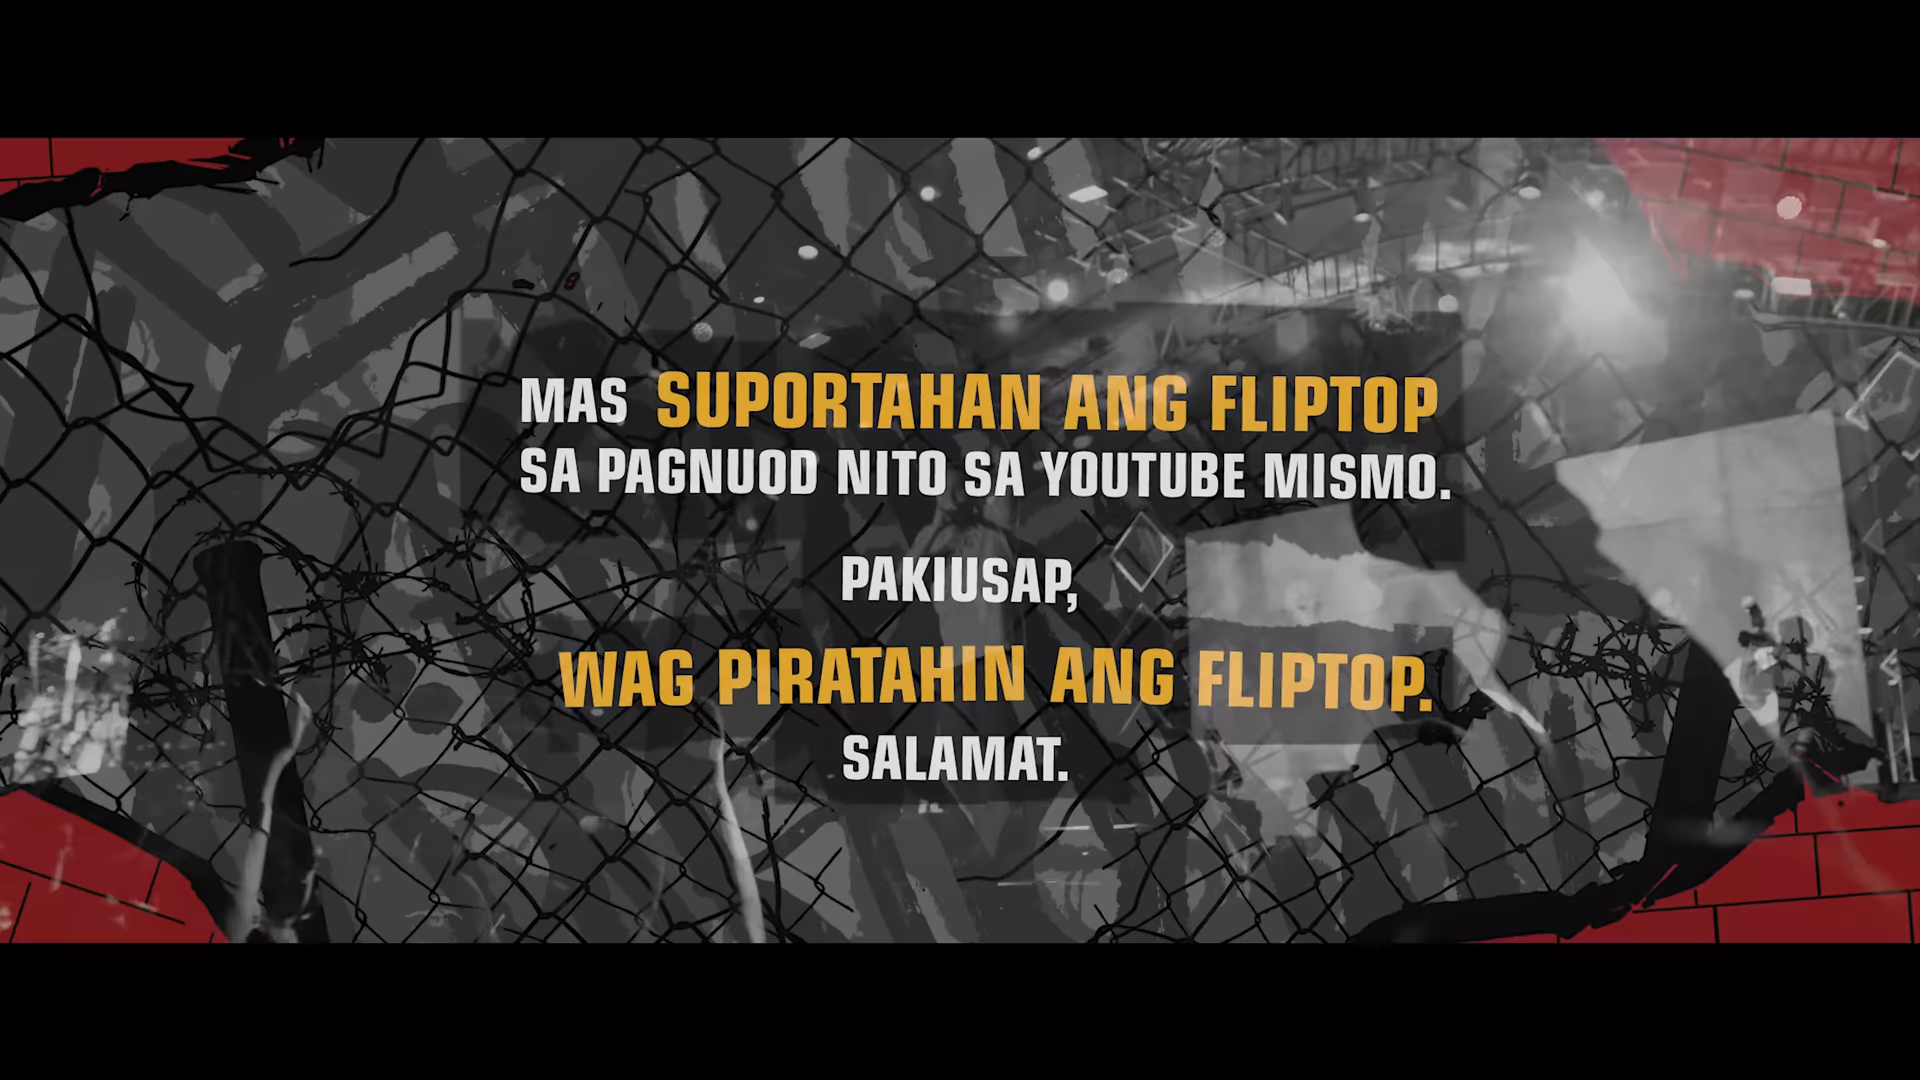 MAS SUPORTAHAN ANG FLIPTOP
SA PAGNUOD NITO SA YOUTUBE MISMO.
PAKIUSAP,
WAG PIRATAHIN ANG FLIPTOP.
SALAMAT.